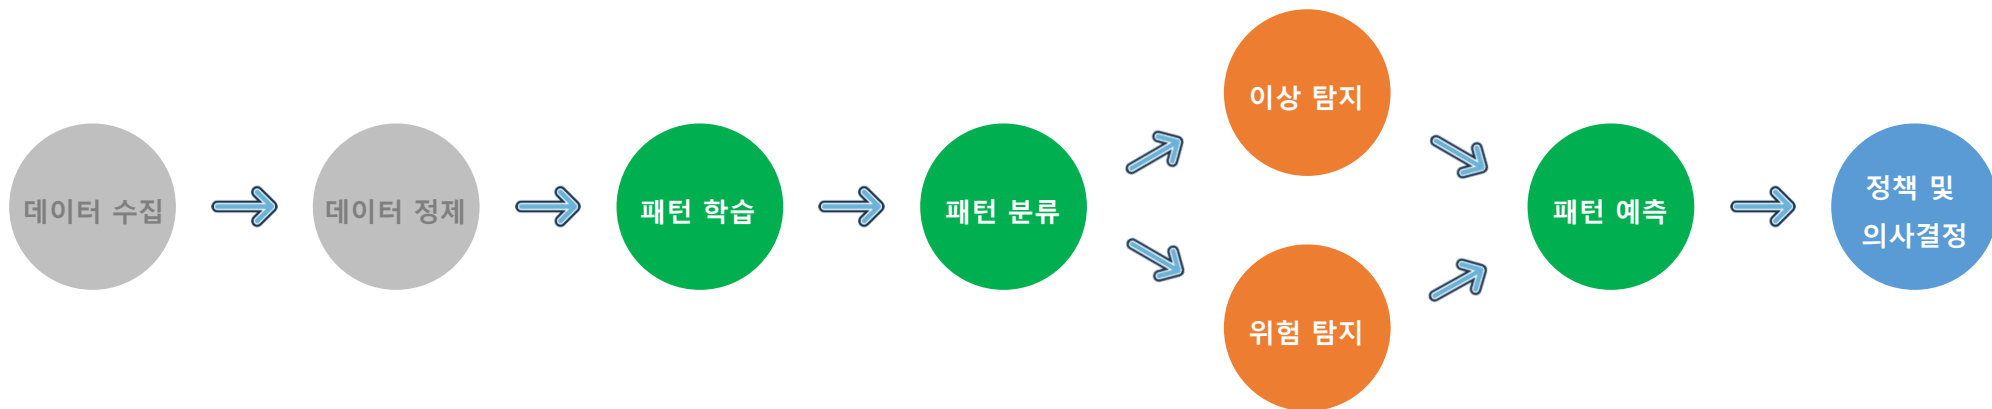 데이터 수집
데이터 정제
패턴 학습
패턴 분류
이상 탐지
위험 탐지
패턴 예측
정책 및
의사결정